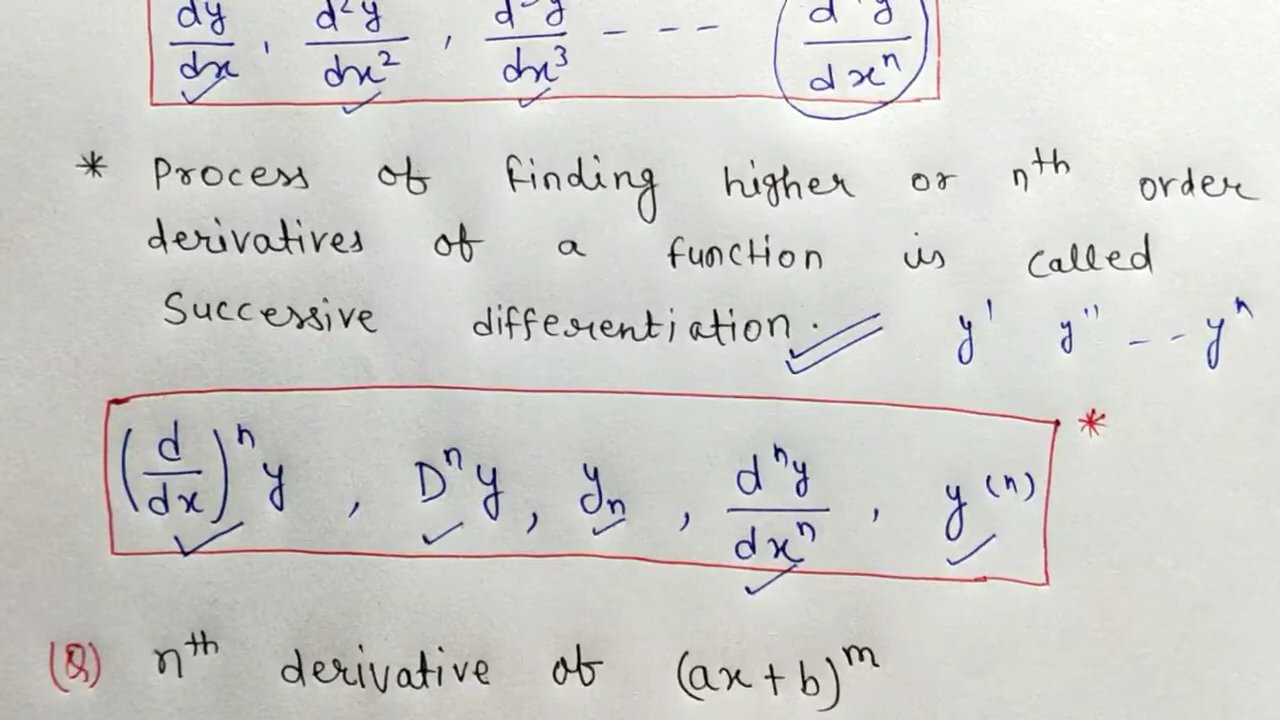 dy/dx , d²y/dx² , d³y/dx³ - - - - dⁿy/dxⁿ
* Process of finding higher or nᵗʰ order
derivatives of a function is called
Successive differentiation. y' y'' - - yⁿ
(d/dx)ⁿ y , Dⁿy , yₙ , dⁿy/dxⁿ , y⁽ⁿ⁾ *
(Q) nᵗʰ derivative of (ax+b)ᵐ